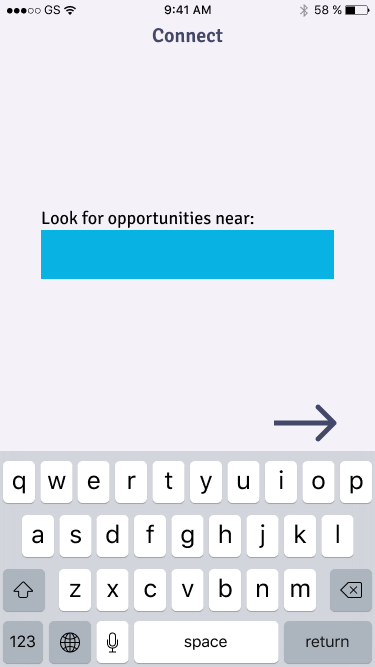 GS 9:41 AM 58 %
Connect
Look for opportunities near:
q w e r t y u i o p
a s d f g h j k l
z x c v b n m
123 space return